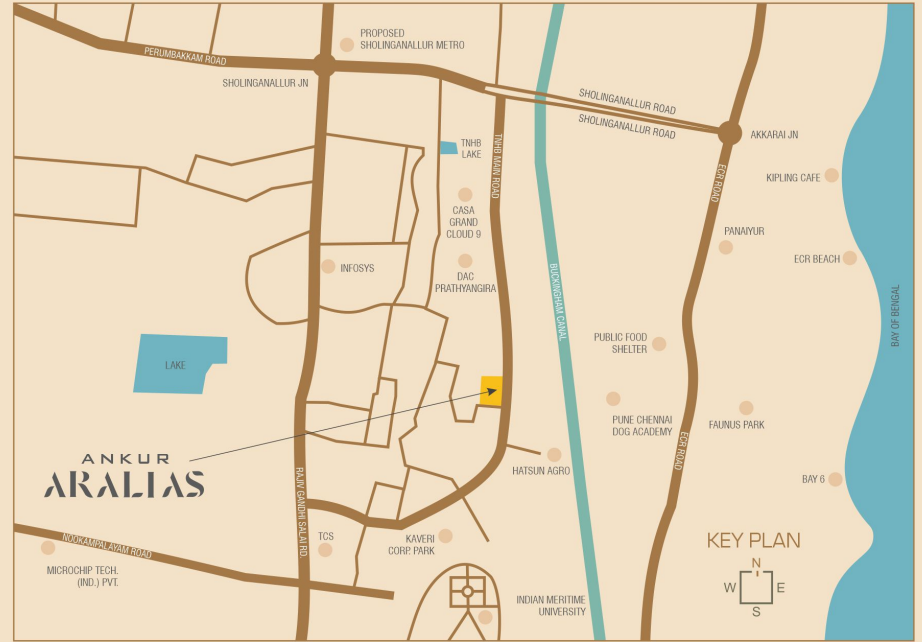 PROPOSED
SHOLINGANALLUR METRO
PERUMBAKKAM ROAD
SHOLINGANALLUR JN
SHOLINGANALLUR ROAD
SHOLINGANALLUR ROAD
AKKARAI JN
TNHB
LAKE
TNHB MAIN ROAD
ECR ROAD
KIPLING CAFE
CASA
GRAND
CLOUD 9
PANAIYUR
ECR BEACH
INFOSYS
DAC
PRATHYANGIRA
BUCKINGHAM CANAL
BAY OF BENGAL
PUBLIC FOOD
SHELTER
LAKE
PUNE CHENNAI
DOG ACADEMY
FAUNUS PARK
ANKUR
ARALIAS
RAJIV GANDHI SALAI RD.
HATSUN AGRO
ECR ROAD
BAY 6
NOOKAMPALAYAM ROAD
TCS
KAVERI
CORP. PARK
MICROCHIP TECH.
(IND.) PVT.
KEY PLAN
N
W E
S
INDIAN MERITIME
UNIVERSITY